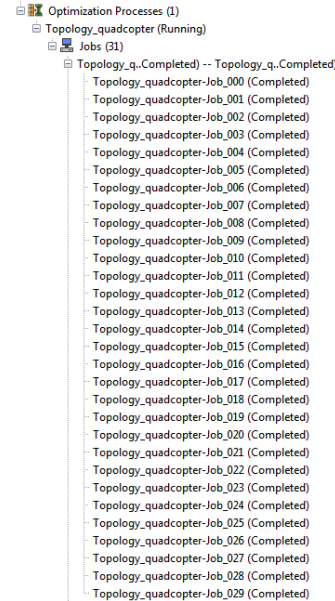 Optimization Processes (1)
Topology_quadcopter (Running)
Jobs (31)
Topology_q..Completed) -- Topology_q..Completed)
Topology_quadcopter-Job_000 (Completed)
Topology_quadcopter-Job_001 (Completed)
Topology_quadcopter-Job_002 (Completed)
Topology_quadcopter-Job_003 (Completed)
Topology_quadcopter-Job_004 (Completed)
Topology_quadcopter-Job_005 (Completed)
Topology_quadcopter-Job_006 (Completed)
Topology_quadcopter-Job_007 (Completed)
Topology_quadcopter-Job_008 (Completed)
Topology_quadcopter-Job_009 (Completed)
Topology_quadcopter-Job_010 (Completed)
Topology_quadcopter-Job_011 (Completed)
Topology_quadcopter-Job_012 (Completed)
Topology_quadcopter-Job_013 (Completed)
Topology_quadcopter-Job_014 (Completed)
Topology_quadcopter-Job_015 (Completed)
Topology_quadcopter-Job_016 (Completed)
Topology_quadcopter-Job_017 (Completed)
Topology_quadcopter-Job_018 (Completed)
Topology_quadcopter-Job_019 (Completed)
Topology_quadcopter-Job_020 (Completed)
Topology_quadcopter-Job_021 (Completed)
Topology_quadcopter-Job_022 (Completed)
Topology_quadcopter-Job_023 (Completed)
Topology_quadcopter-Job_024 (Completed)
Topology_quadcopter-Job_025 (Completed)
Topology_quadcopter-Job_026 (Completed)
Topology_quadcopter-Job_027 (Completed)
Topology_quadcopter-Job_028 (Completed)
Topology_quadcopter-Job_029 (Completed)